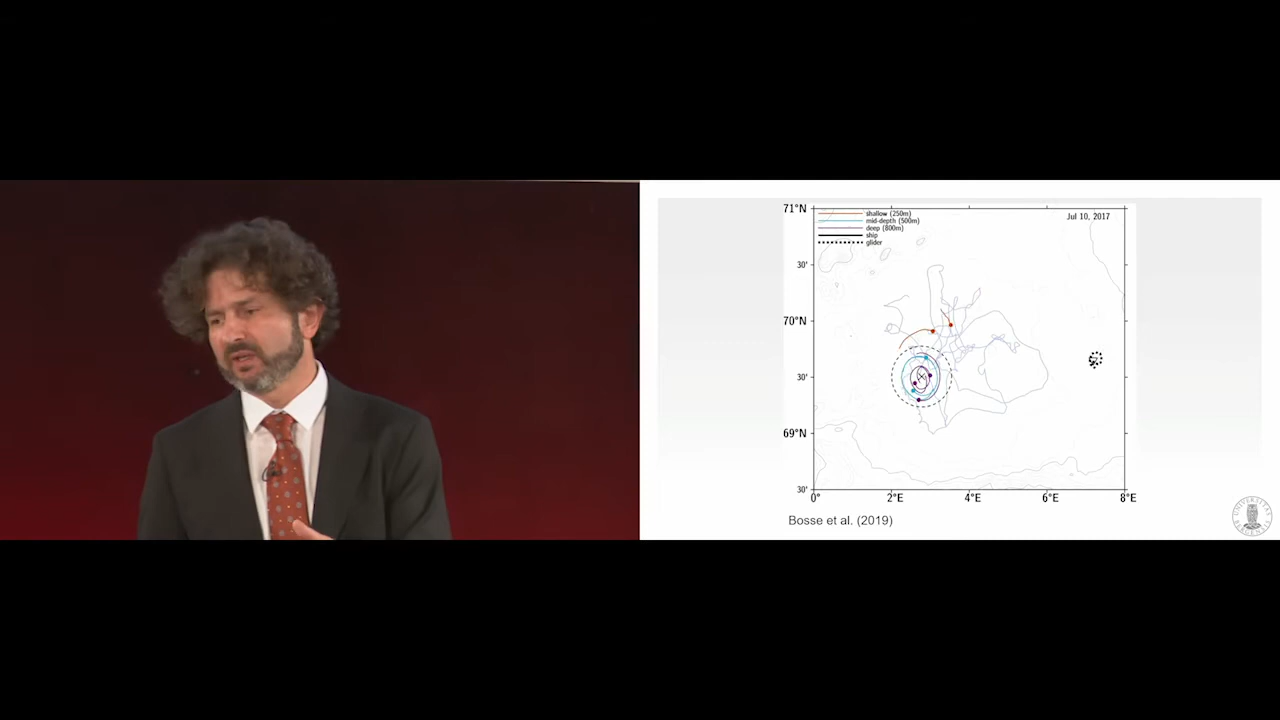 71°N
shallow (250m)
mid-depth (500m)
deep (800m)
ship
glider
Jul 10, 2017
30'
70°N
30'
69°N
30'
0°
2°E
4°E
6°E
8°E
Bosse et al. (2019)